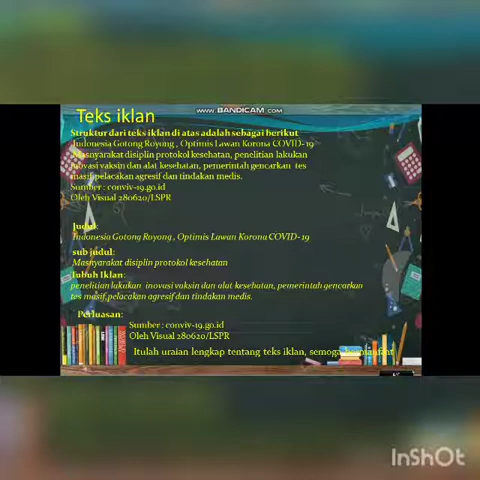 www.BANDICAM.COM
Teks iklan
Struktur dari teks iklan di atas adalah sebagai berikut
Indonesia Gotong Royong , Optimis Lawan Korona COVID-19
.Masnyarakat disiplin protokol kesehatan, penelitian lakukan
inovasi vaksin dan alat kesehatan, pemerintah gencarkan tes
masif,pelacakan agresif dan tindakan medis.
Sumber : conviv-19.go.id
Oleh Visual 280620/LSPR
Judul:
Indonesia Gotong Royong , Optimis Lawan Korona COVID-19
sub judul:
Masnyarakat disiplin protokol kesehatan
Tubuh Iklan:
penelitian lakukan inovasi vaksin dan alat kesehatan, pemerintah gencarkan
tes masif,pelacakan agresif dan tindakan medis.
Perluasan:
Sumber : conviv-19.go.id
Oleh Visual 280620/LSPR
Itulah uraian lengkap tentang teks iklan, semoga bermanfaat
InShOt